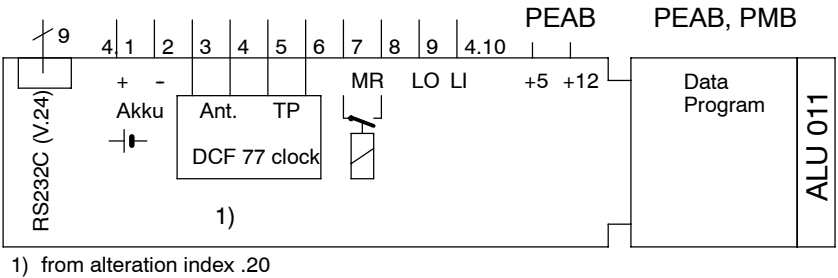 PEAB PEAB, PMB
9 4.1 2 3 4 5 6 7 8 9 4.10
+ - MR LO LI +5 +12 Data
Akku Ant. TP Program
RS232C (V.24)
DCF 77 clock
ALU 011
1)
1) from alteration index .20